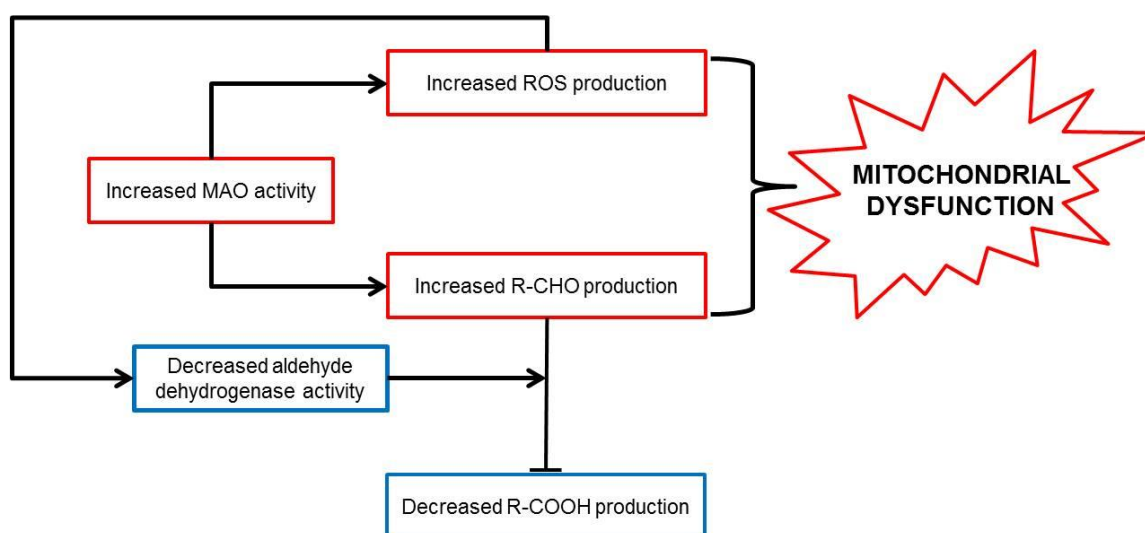 Increased ROS production
Increased MAO activity
MITOCHONDRIAL
DYSFUNCTION
Increased R-CHO production
Decreased aldehyde
dehydrogenase activity
Decreased R-COOH production